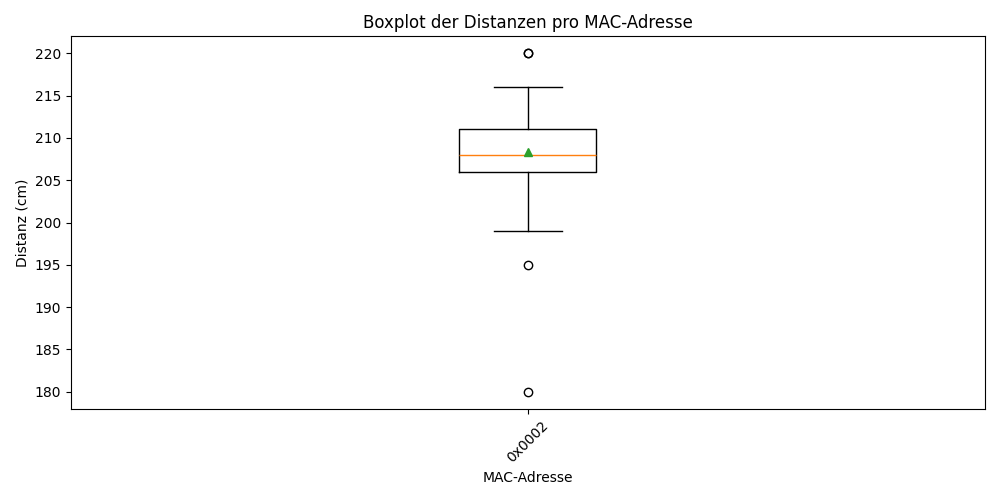 Boxplot der Distanzen pro MAC-Adresse
Distanz (cm)
220
215
210
205
200
195
190
185
180
0x0002
MAC-Adresse